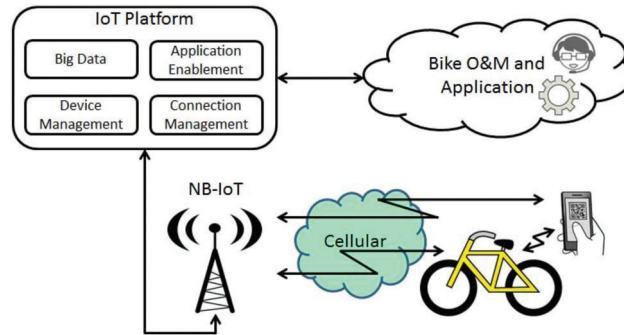 IoT Platform
Big Data
Application
Enablement
Device
Management
Connection
Management
Bike O&M and
Application
NB-IoT
Cellular